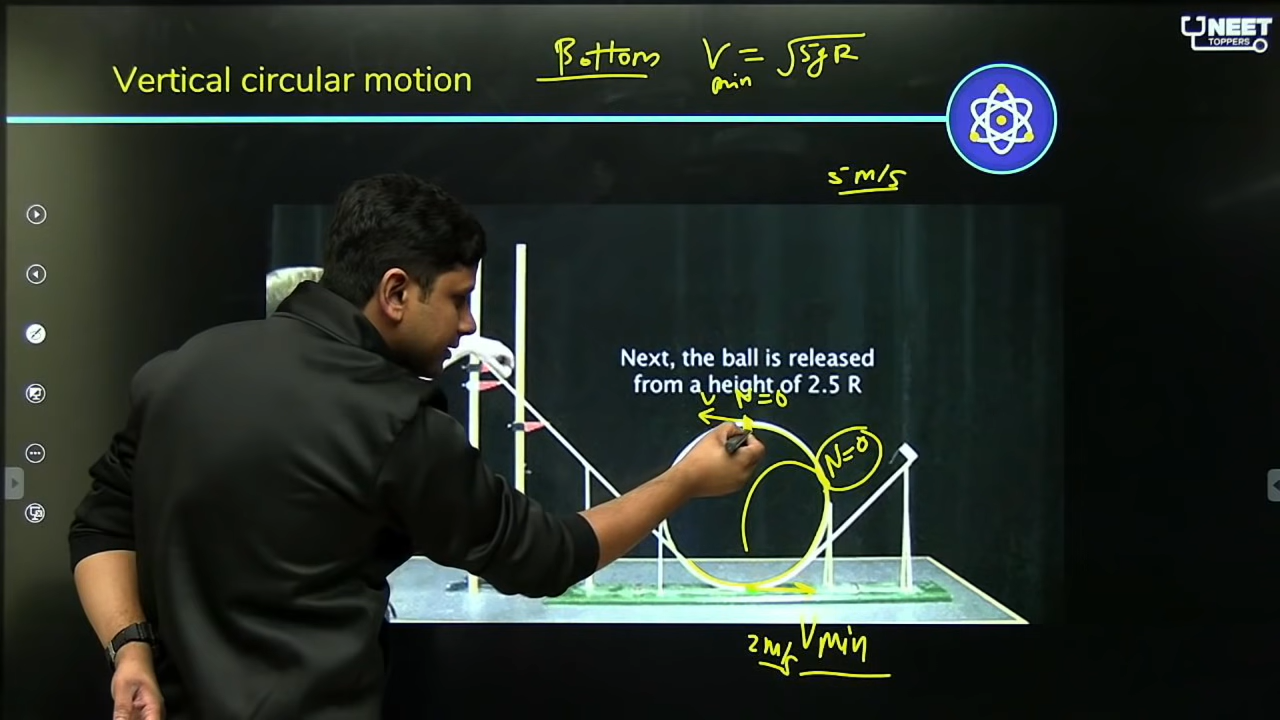 NEET
TOPPERS
Bottom V min = √5gR
Vertical circular motion
5 m/s
Next, the ball is released
from a height of 2.5 R
V N=0
N=0
2 m/s Vmin